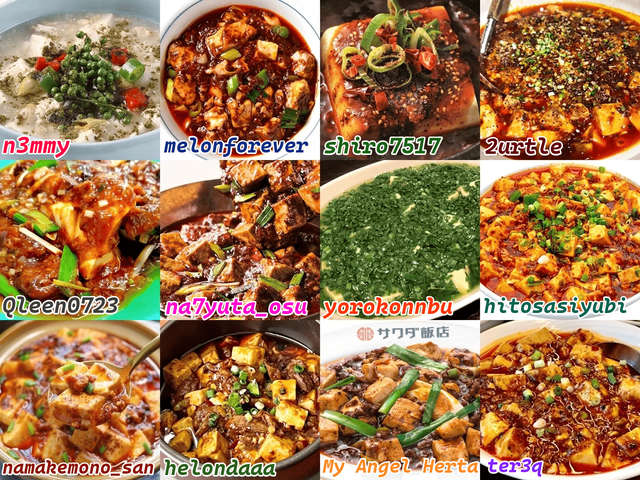 n3mmy
melonforever
shiro7517
2urtle
Qleen0723
na7yuta_osu
yorokonnbu
hitosasiyubi
サワダ飯店
namakemono_san
helondaaa
My Angel Herta
ter3q